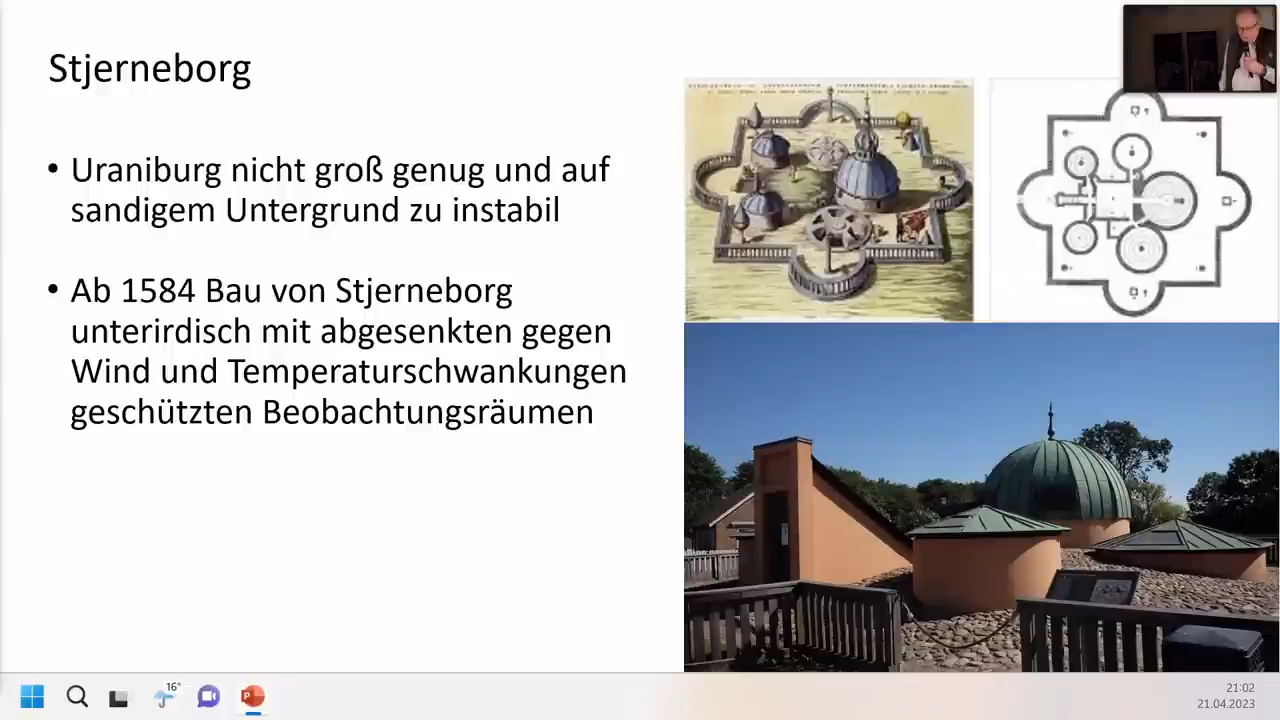 Stjerneborg
• Uraniburg nicht groß genug und auf
sandigem Untergrund zu instabil
• Ab 1584 Bau von Stjerneborg
unterirdisch mit abgesenkten gegen
Wind und Temperaturschwankungen
geschützten Beobachtungsräumen
16°
21:02
21.04.2023